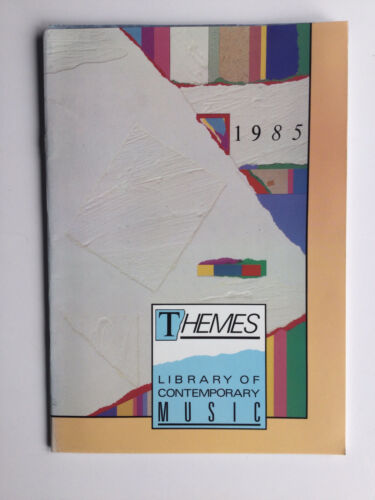 1985
THEMES
LIBRARY OF
CONTEMPORARY
MUSIC